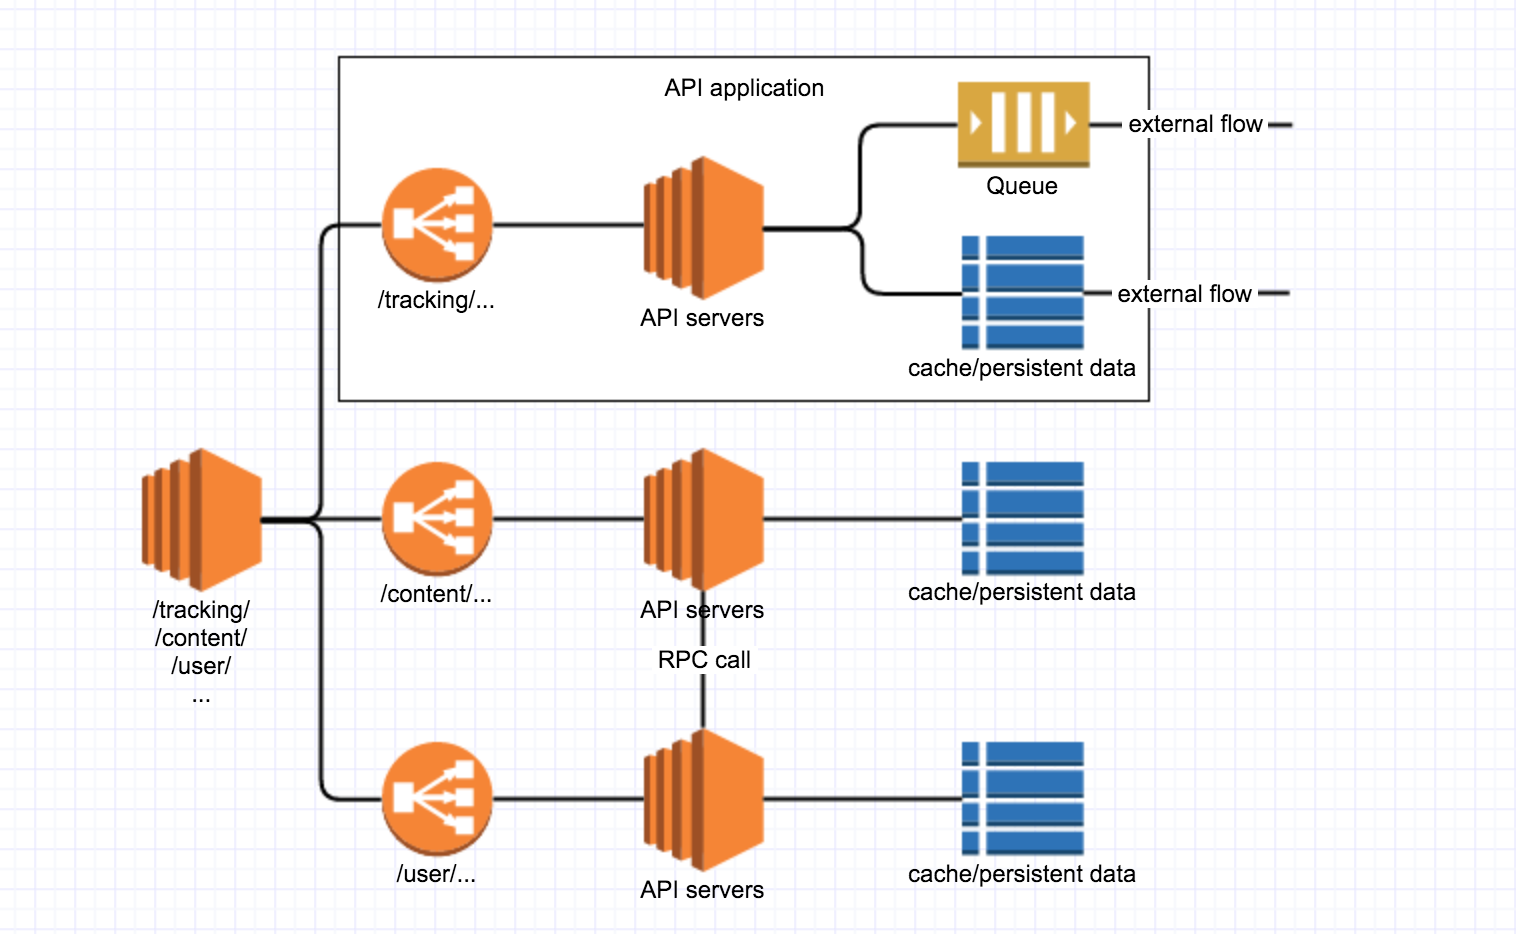 API application
external flow
Queue
/tracking/...
API servers
external flow
cache/persistent data
/tracking/
/content/
/user/
...
/content/...
API servers
cache/persistent data
RPC call
/user/...
API servers
cache/persistent data